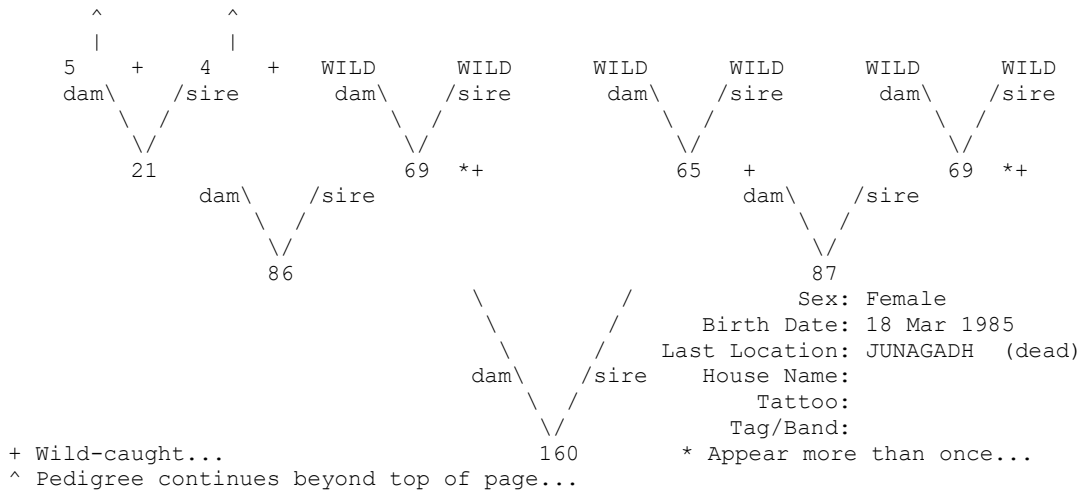 ^ ^
| |
5 + 4 + WILD WILD WILD WILD WILD WILD
dam\ /sire dam\ /sire dam\ /sire dam\ /sire
\ / \ / \ / \ /
\/ \/ \/ \/
21 69 *+ 65 + 69 *+
dam\ /sire dam\ /sire
\ / \ /
\/ \/
86 87
\ / Sex: Female
\ / Birth Date: 18 Mar 1985
\ / Last Location: JUNAGADH (dead)
dam\ /sire House Name:
\ / Tattoo:
\/ Tag/Band:
+ Wild-caught... 160 * Appear more than once...
^ Pedigree continues beyond top of page...